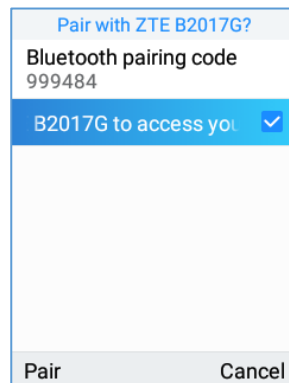 Pair with ZTE B2017G?
Bluetooth pairing code
999484
B2017G to access you
Pair Cancel